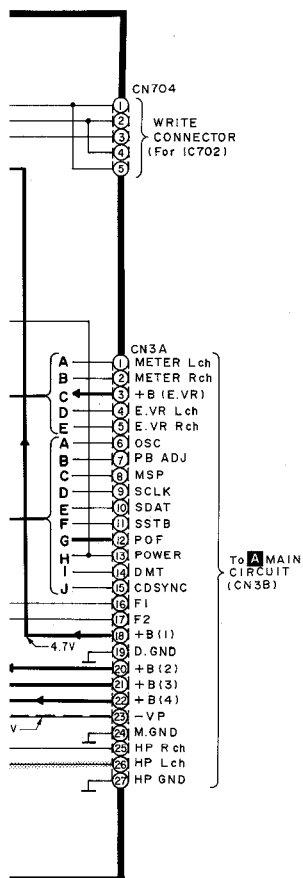 CN704
1
2 WRITE
3 CONNECTOR
4 (For IC702)
5
CN3A
A 1 METER Lch
B 2 METER Rch
C 3 +B (E.VR)
D 4 E.VR Lch
E 5 E.VR Rch
A 6 OSC
B 7 PB ADJ
C 8 MSP
D 9 SCLK
E 10 SDAT
F 11 SSTB
G 12 POF
H 13 POWER
I 14 DMT
J 15 CDSYNC
To A MAIN
CIRCUIT
(CN3B)
16 F1
17 F2
18 +B(1)
4.7V
19 D.GND
20 +B(2)
21 +B(3)
22 +B(4)
V 23 -VP
24 M.GND
25 HP Rch
26 HP Lch
27 HP GND